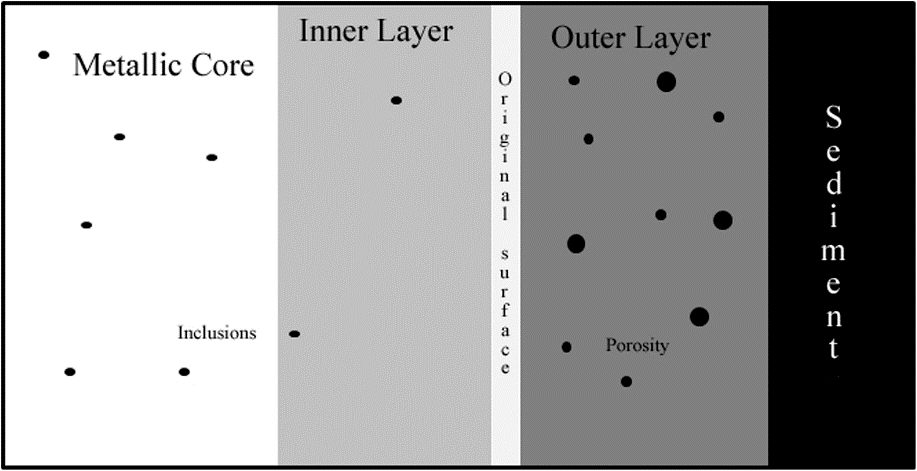 Metallic Core
Inner Layer
Original surface
Outer Layer
Sediment
Inclusions
Porosity